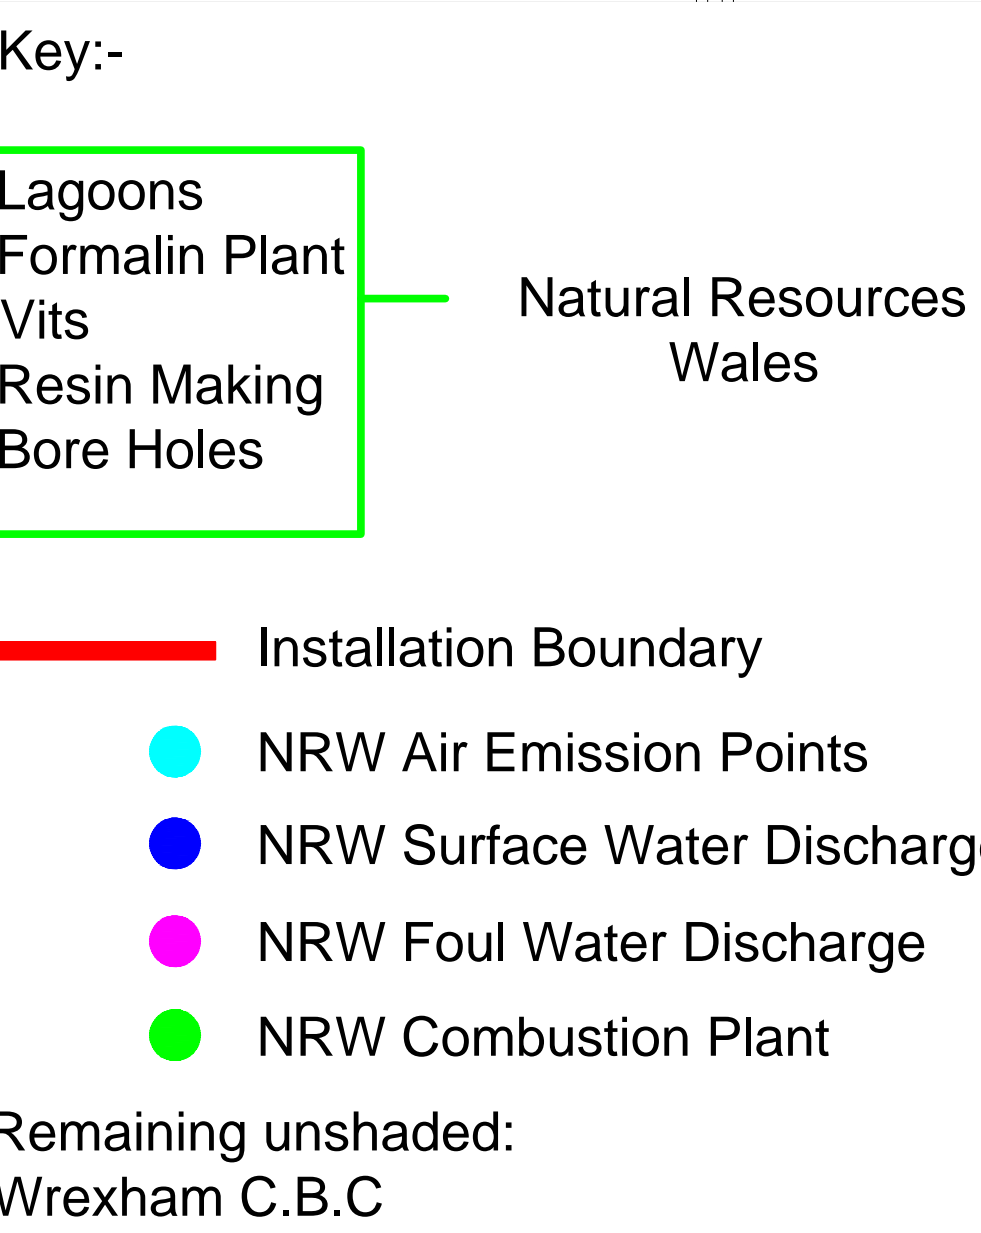 Key:-
Lagoons
Formalin Plant
Vits
Resin Making
Bore Holes
Natural Resources
Wales
Installation Boundary
NRW Air Emission Points
NRW Surface Water Discharge
NRW Foul Water Discharge
NRW Combustion Plant
Remaining unshaded:
Wrexham C.B.C